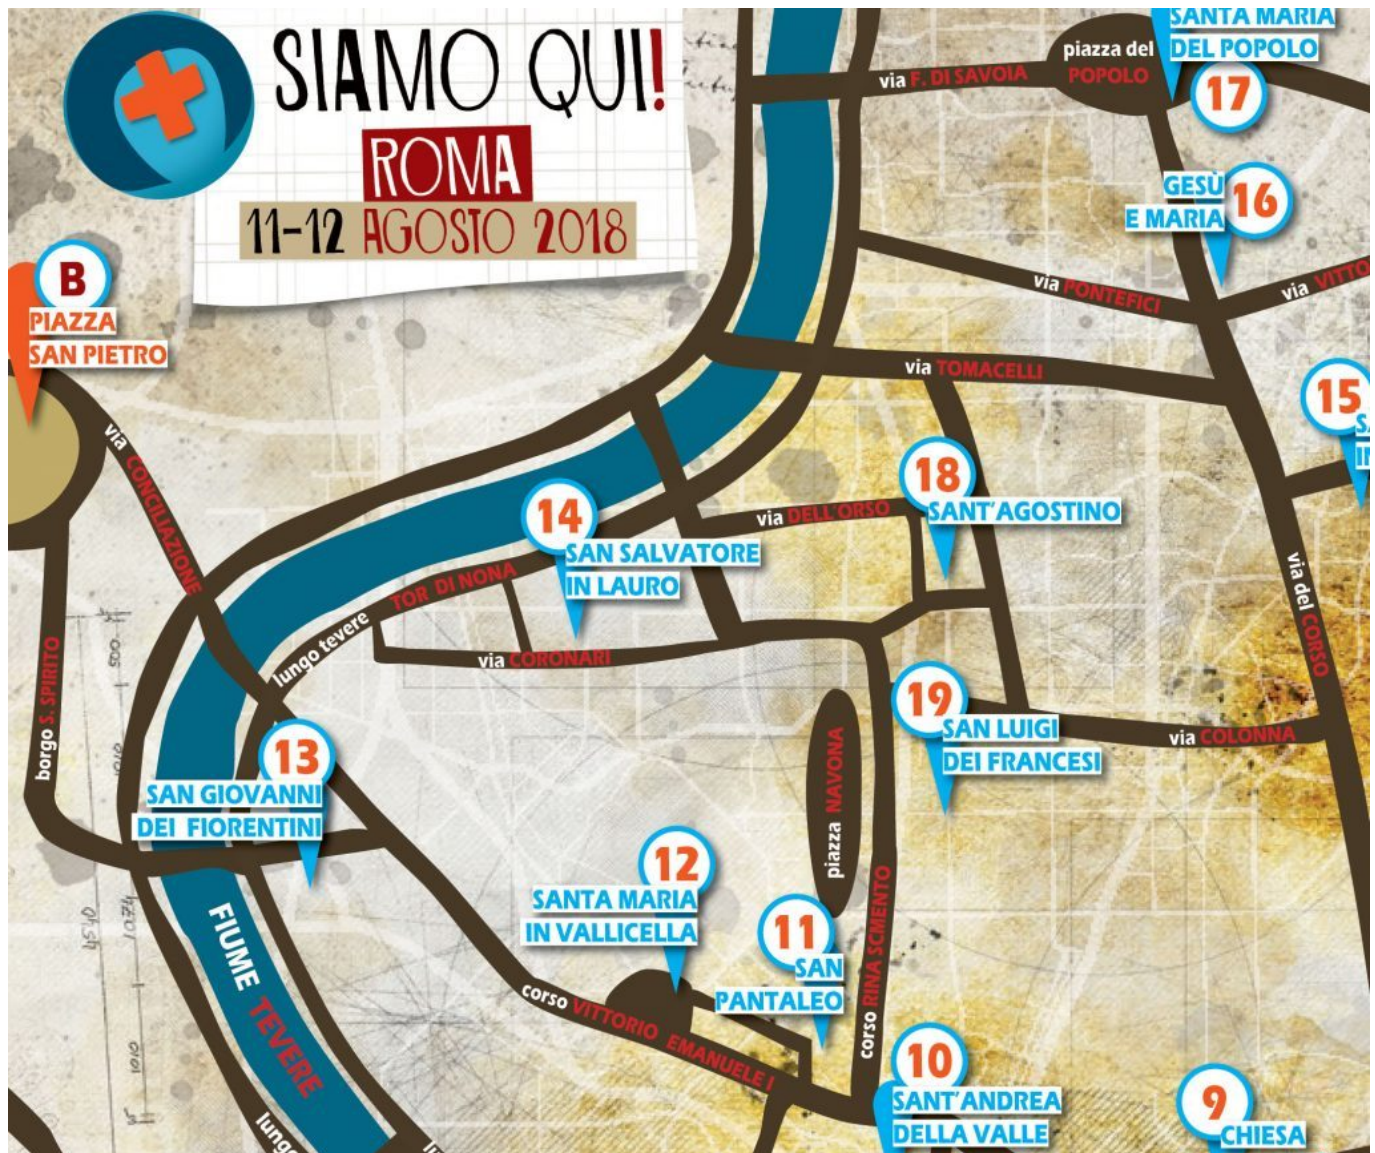 SIAMO QUI!
ROMA
11-12 AGOSTO 2018
SANTA MARIA
DEL POPOLO
17
piazza del
POPOLO
via F. DI SAVOIA
GESÙ
E MARIA
16
B
PIAZZA
SAN PIETRO
via PONTEFICI
via VITTO
via TOMACELLI
15
via CONCILIAZIONE
18
SANT'AGOSTINO
14
SAN SALVATORE
IN LAURO
via DELL'ORSO
lungo tevere TOR DI NONA
via CORONARI
via del CORSO
borgo S. SPIRITO
19
SAN LUIGI
DEI FRANCESI
via COLONNA
13
SAN GIOVANNI
DEI FIORENTINI
piazza NAVONA
12
SANTA MARIA
IN VALLICELLA
11
SAN
PANTALEO
FIUME TEVERE
corso VITTORIO EMANUELE I
corso RINA SCMENTO
10
SANT'ANDREA
DELLA VALLE
9
CHIESA
lungo